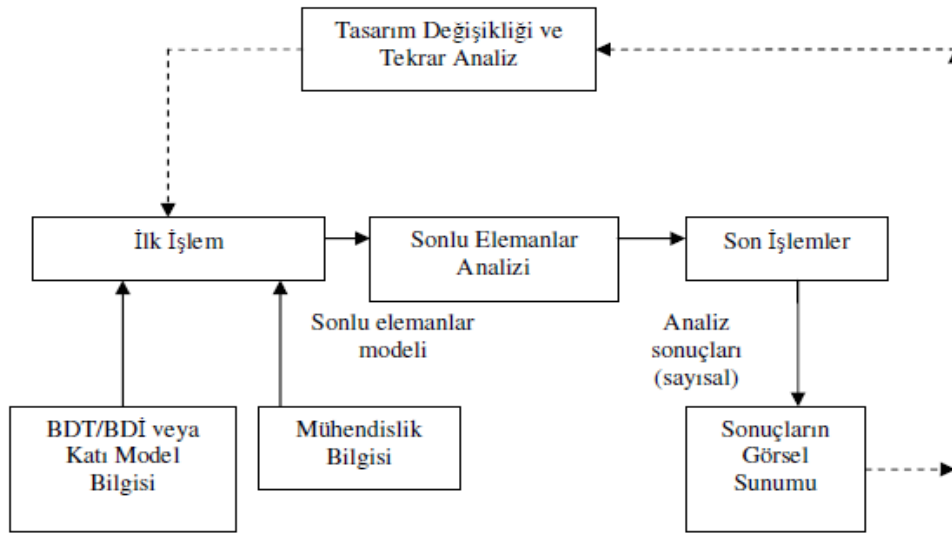 Tasarım Değişikliği ve
Tekrar Analiz
İlk İşlem
Sonlu Elemanlar
Analizi
Son İşlemler
Sonlu elemanlar
modeli
Analiz
sonuçları
(sayısal)
BDT/BDİ veya
Katı Model
Bilgisi
Mühendislik
Bilgisi
Sonuçların
Görsel
Sunumu